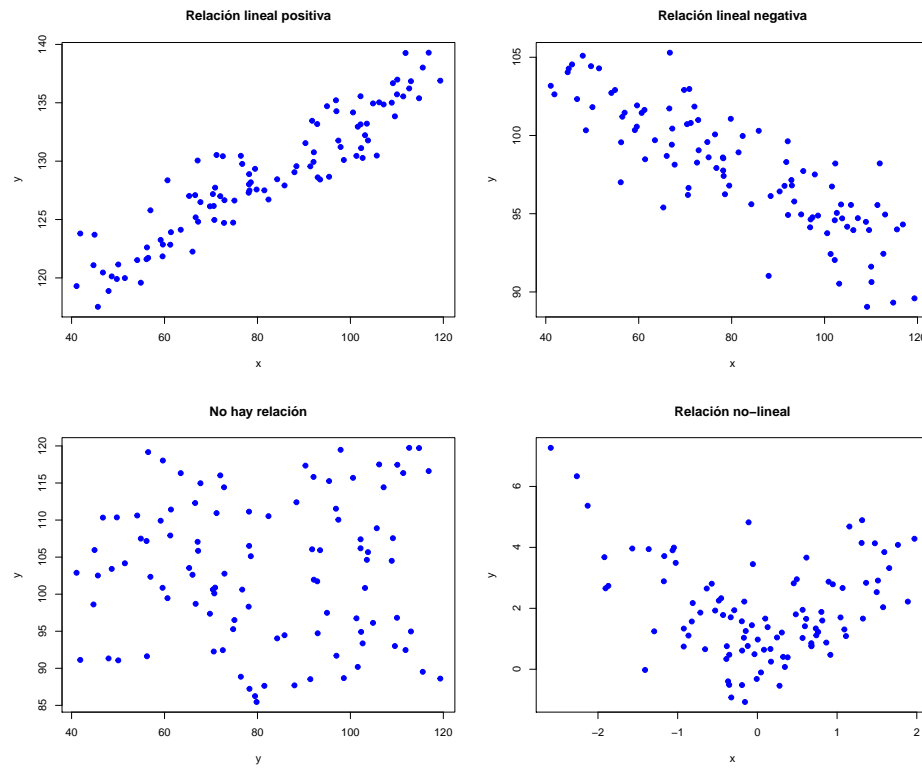 Relación lineal positiva
y
140
135
130
125
120
40 60 80 100 120
x
Relación lineal negativa
y
105
100
95
90
40 60 80 100 120
x
No hay relación
y
120
115
110
105
100
95
90
85
40 60 80 100 120
y
Relación no−lineal
y
6
4
2
0
−2 −1 0 1 2
x